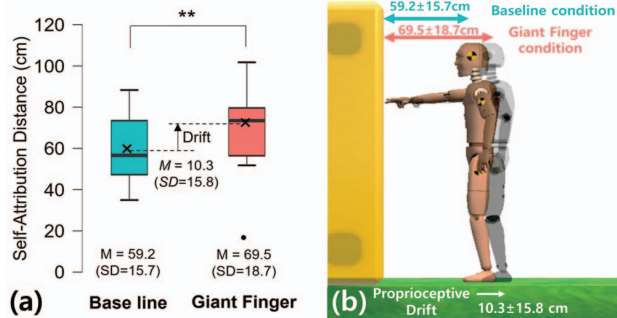 **
120
100
80
60
40
20
0
Self-Attribution Distance (cm)
Drift
M = 10.3
(SD=15.8)
M = 59.2
(SD=15.7)
M = 69.5
(SD=18.7)
Base line
Giant Finger
(a)
59.2±15.7cm
Baseline condition
69.5±18.7cm
Giant Finger
condition
(b)
Proprioceptive
Drift
10.3±15.8 cm